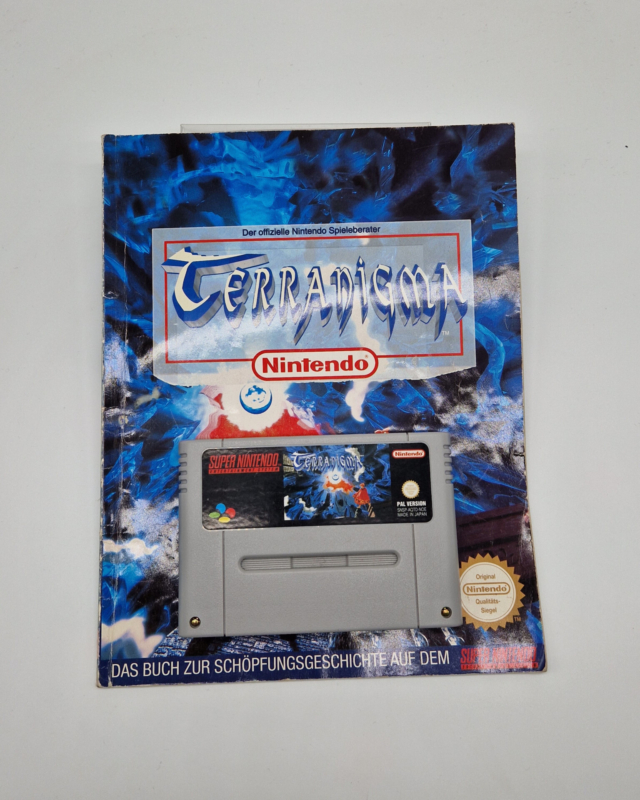 Der offizielle Nintendo Spieleberater
TERRANIGMA
TM
Nintendo
SUPER NINTENDO
ENTERTAINMENT SYSTEM
TERRANIGMA
Nintendo
PAL VERSION
MADE IN JAPAN
Original
Nintendo
Qualitäts-
Siegel
DAS BUCH ZUR SCHÖPFUNGSGESCHICHTE AUF DEM
SUPER NINTENDO